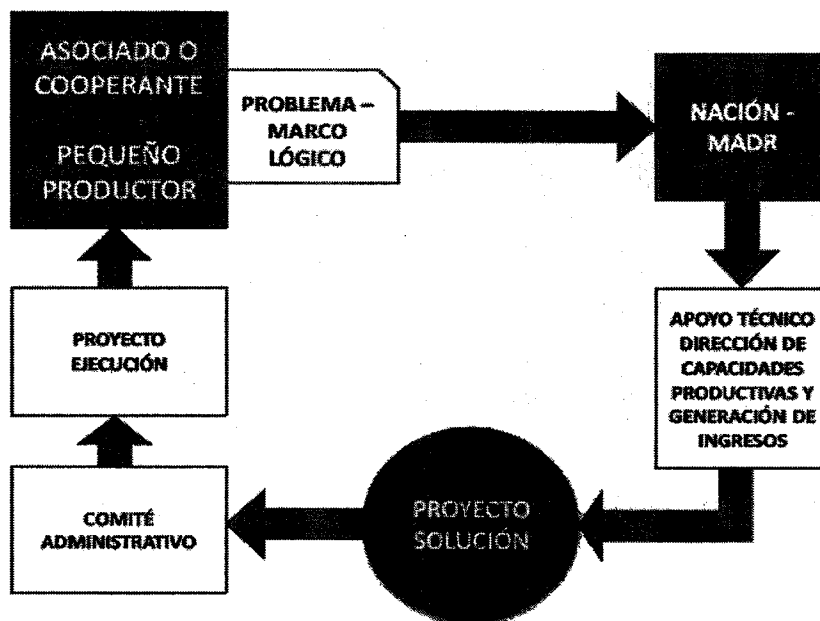 ASOCIADO O
COOPERANTE
PEQUEÑO
PRODUCTOR
PROBLEMA –
MARCO
LÓGICO
NACIÓN -
MADR
APOYO TÉCNICO
DIRECCIÓN DE
CAPACIDADES
PRODUCTIVAS Y
GENERACIÓN DE
INGRESOS
PROYECTO
SOLUCIÓN
COMITÉ
ADMINISTRATIVO
PROYECTO
EJECUCIÓN